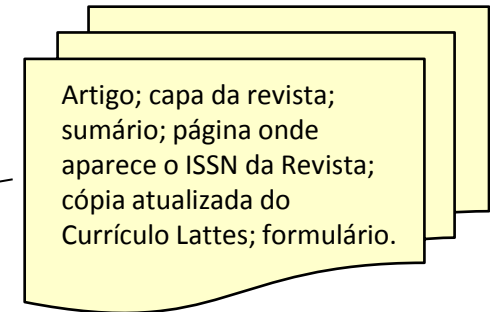 Artigo; capa da revista;
sumário; página onde
aparece o ISSN da Revista;
cópia atualizada do
Currículo Lattes; formulário.